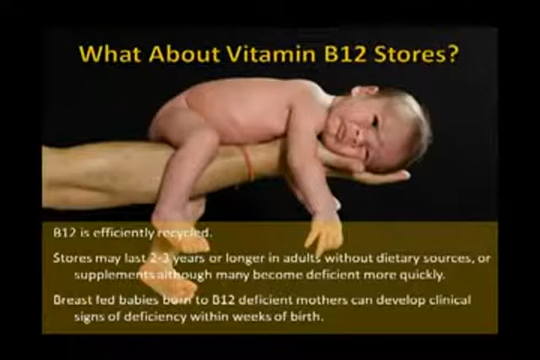 What About Vitamin B12 Stores?
B12 is efficiently recycled.
Stores may last 2-3 years or longer in adults without dietary sources, or
supplements although many become deficient more quickly.
Breast fed babies born to B12 deficient mothers can develop clinical
signs of deficiency within weeks of birth.